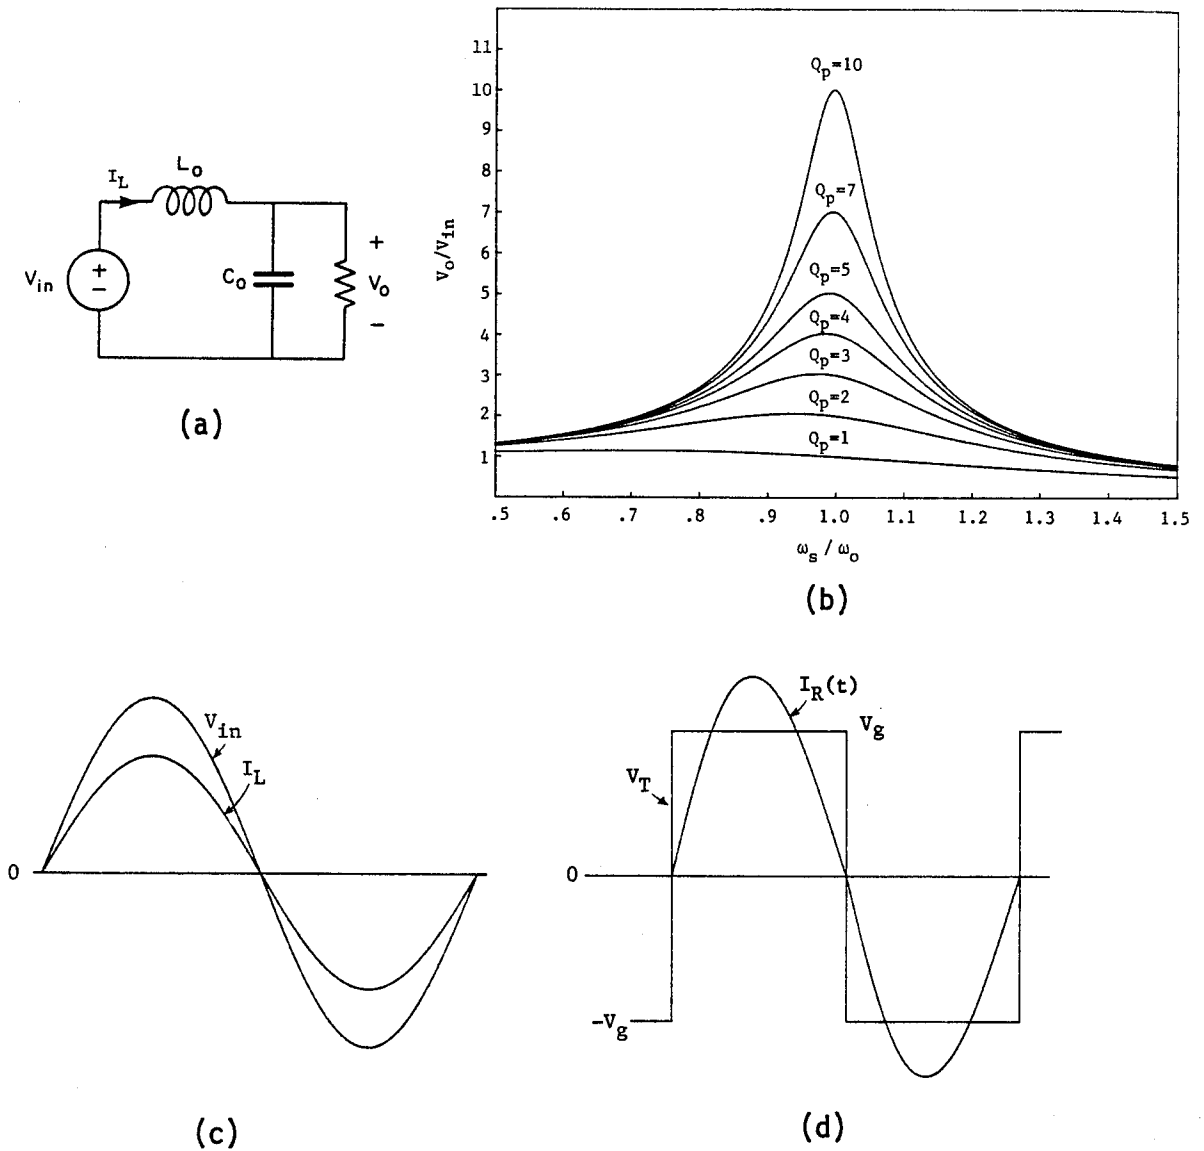 I_L
L_o
V_in
+
−
C_o
+
V_o
−
(a)
V_o/V_in
11
10
9
8
7
6
5
4
3
2
1
Q_p=10
Q_p=7
Q_p=5
Q_p=4
Q_p=3
Q_p=2
Q_p=1
.5 .6 .7 .8 .9 1.0 1.1 1.2 1.3 1.4 1.5
ω_s / ω_o
(b)
V_in
I_L
0
(c)
I_R(t)
V_g
V_T
0
-V_g
(d)